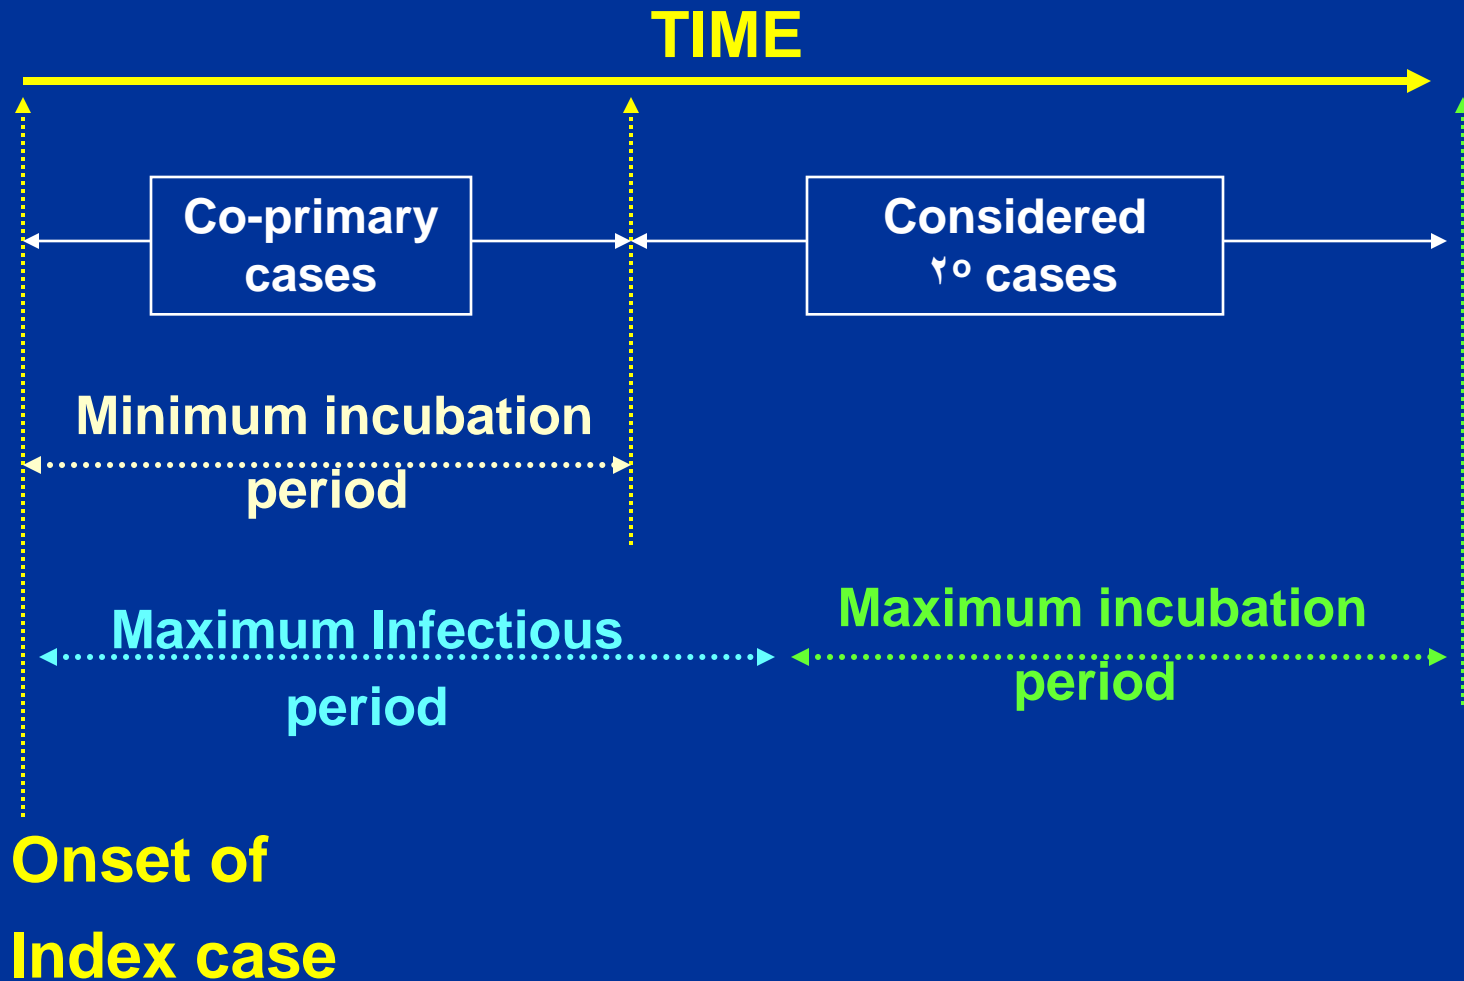 TIME
Co-primary
cases
Considered
٢º cases
Minimum incubation
period
Maximum Infectious
period
Maximum incubation
period
Onset of
Index case